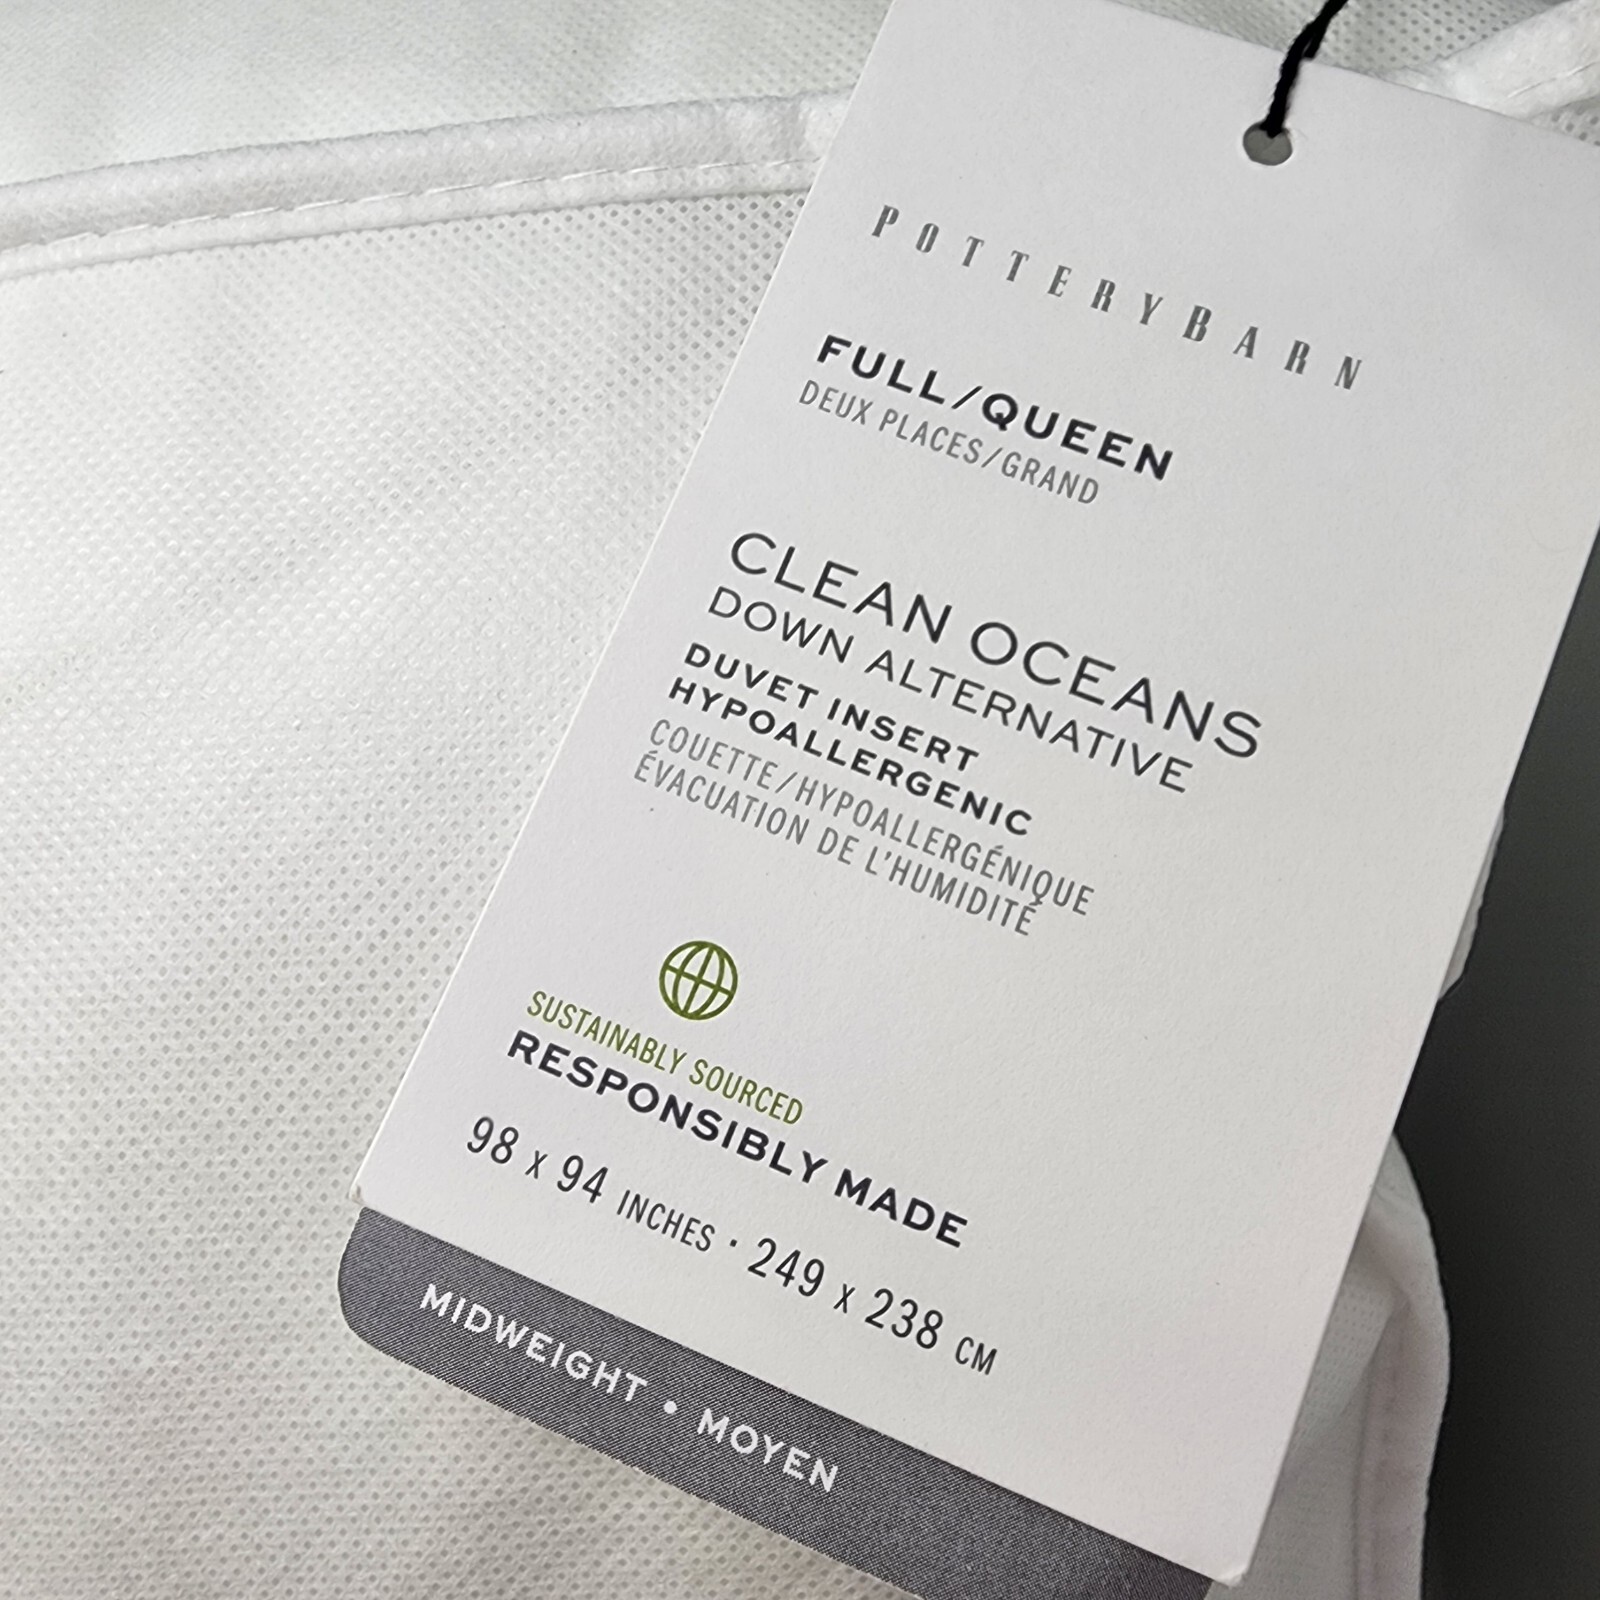 POTTERYBARN
FULL/QUEEN
DEUX PLACES/GRAND
CLEAN OCEANS
DOWN ALTERNATIVE
DUVET INSERT
HYPOALLERGENIC
COUETTE/HYPOALLERGÉNIQUE
ÉVACUATION DE L'HUMIDITÉ
SUSTAINABLY SOURCED
RESPONSIBLY MADE
98 x 94 INCHES · 249 x 238 CM
MIDWEIGHT • MOYEN